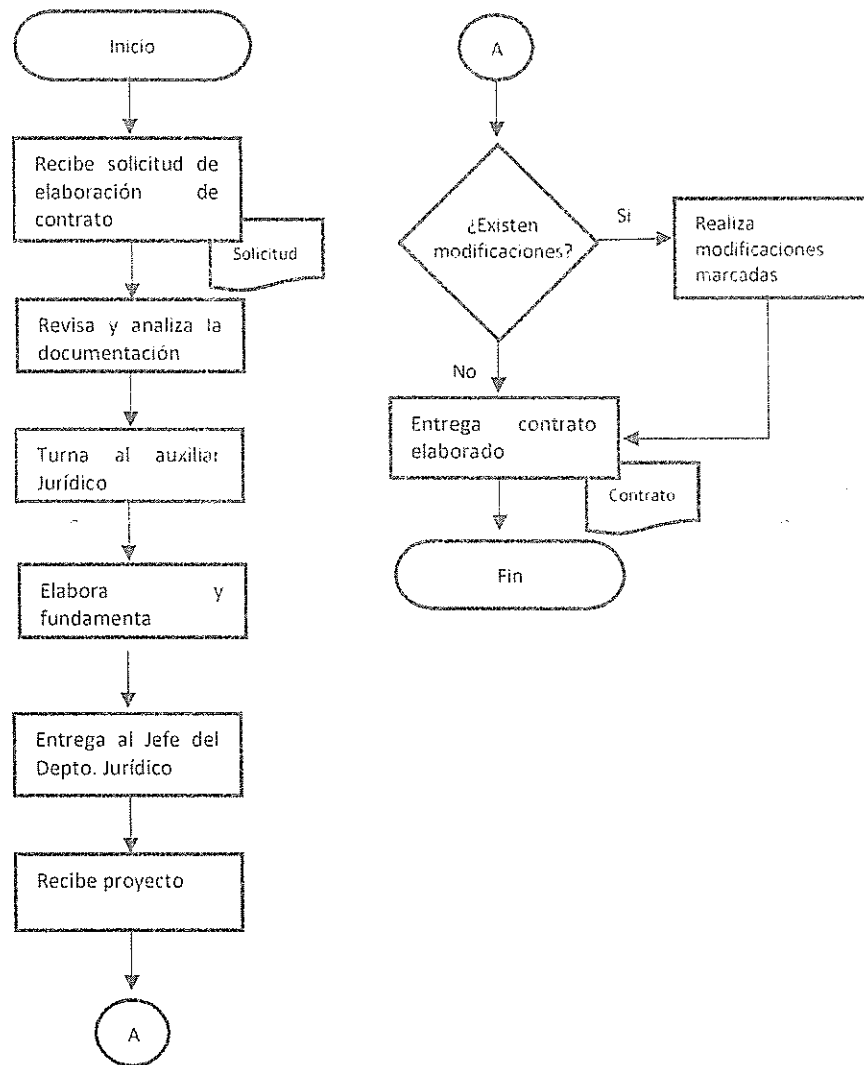 Inicio
Recibe solicitud de
elaboración de
contrato
Solicitud
Revisa y analiza la
documentación
Turna al auxiliar
Jurídico
Elabora y
fundamenta
Entrega al Jefe del
Depto. Jurídico
Recibe proyecto
A
A
¿Existen
modificaciones?
Si
Realiza
modificaciones
marcadas
No
Entrega contrato
elaborado
Contrato
Fin